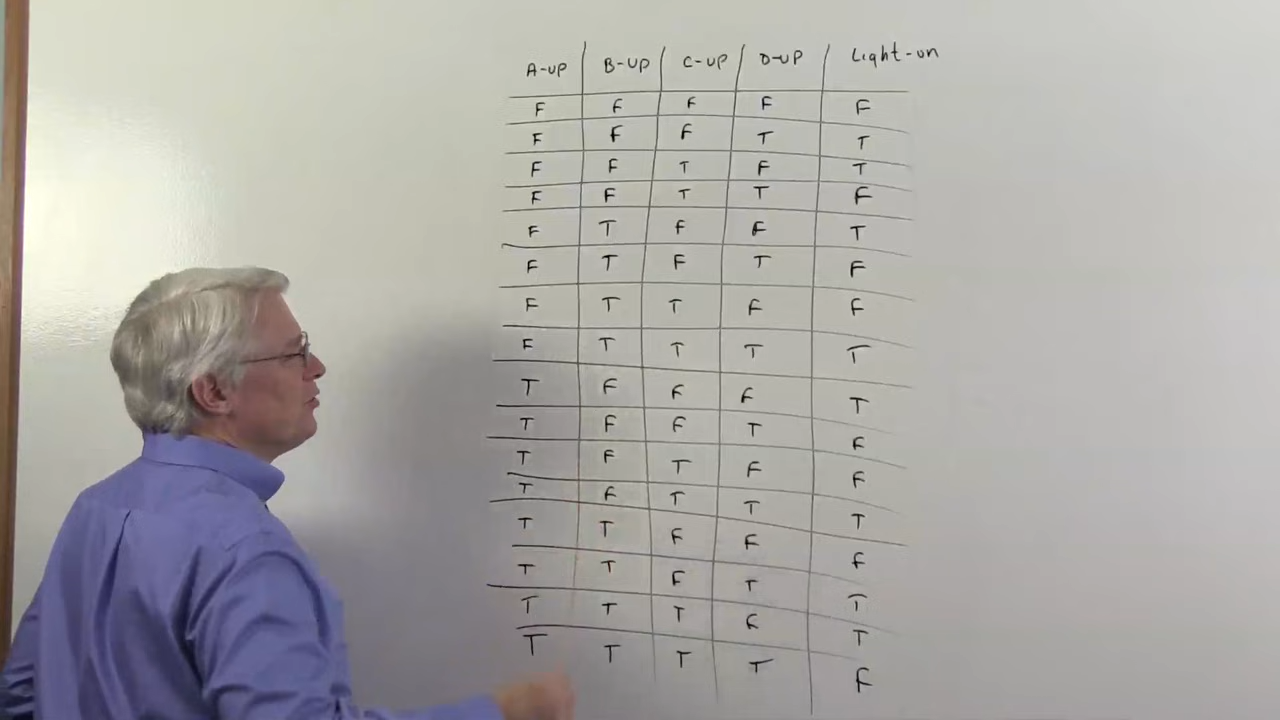 A-UP B-UP C-UP D-UP Light-on
F F F F F
F F F T T
F F T F T
F F T T F
F T F F T
F T F T F
F T T F F
F T T T T
T F F F T
T F F T F
T F T F F
T F T T T
T T F F F
T T F T T
T T T F T
T T T T F